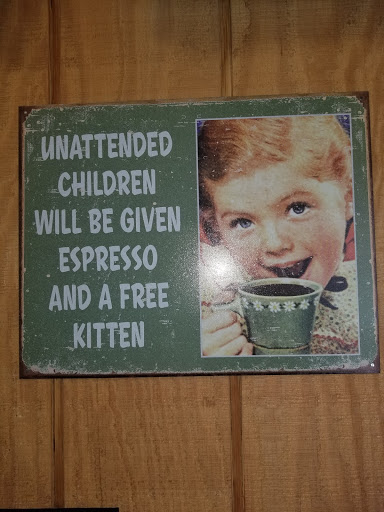 UNATTENDED
CHILDREN
WILL BE GIVEN
ESPRESSO
AND A FREE
KITTEN